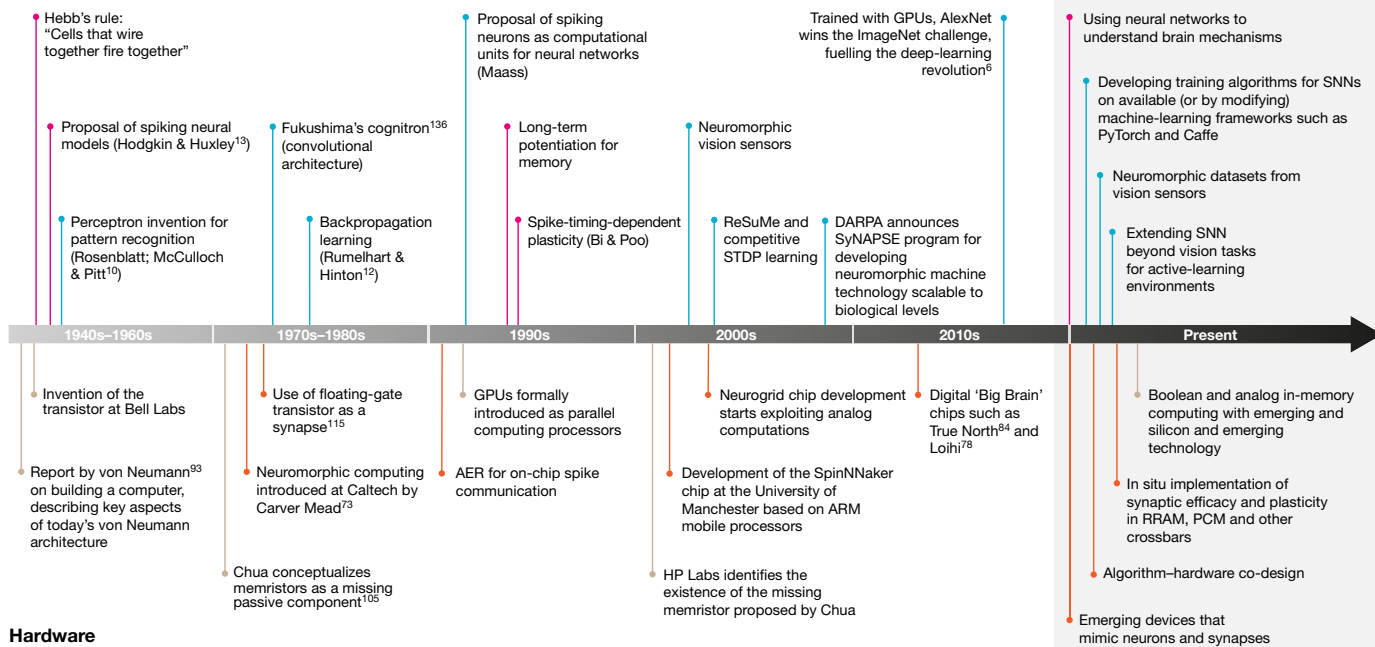 Hebb's rule:
“Cells that wire
together fire together”
Proposal of spiking neural
models (Hodgkin & Huxley13)
Perceptron invention for
pattern recognition
(Rosenblatt; McCulloch
& Pitt10)
Fukushima's cognitron136
(convolutional
architecture)
Backpropagation
learning
(Rumelhart &
Hinton12)
Proposal of spiking
neurons as computational
units for neural networks
(Maass)
Long-term
potentiation for
memory
Spike-timing-dependent
plasticity (Bi & Poo)
Neuromorphic
vision sensors
ReSuMe and
competitive
STDP learning
Trained with GPUs, AlexNet
wins the ImageNet challenge,
fuelling the deep-learning
revolution6
DARPA announces
SyNAPSE program for
developing
neuromorphic machine
technology scalable to
biological levels
Using neural networks to
understand brain mechanisms
Developing training algorithms for SNNs
on available (or by modifying)
machine-learning frameworks such as
PyTorch and Caffe
Neuromorphic datasets from
vision sensors
Extending SNN
beyond vision tasks
for active-learning
environments
1940s–1960s
1970s–1980s
1990s
2000s
2010s
Present
Invention of the
transistor at Bell Labs
Report by von Neumann93
on building a computer,
describing key aspects
of today's von Neumann
architecture
Use of floating-gate
transistor as a
synapse115
Neuromorphic computing
introduced at Caltech by
Carver Mead73
Chua conceptualizes
memristors as a missing
passive component105
GPUs formally
introduced as parallel
computing processors
AER for on-chip spike
communication
Neurogrid chip development
starts exploiting analog
computations
Development of the SpinNNaker
chip at the University of
Manchester based on ARM
mobile processors
HP Labs identifies the
existence of the missing
memristor proposed by Chua
Digital ‘Big Brain’
chips such as
True North84 and
Loihi78
Boolean and analog in-memory
computing with emerging and
silicon and emerging
technology
In situ implementation of
synaptic efficacy and plasticity
in RRAM, PCM and other
crossbars
Algorithm–hardware co-design
Emerging devices that
mimic neurons and synapses
Hardware